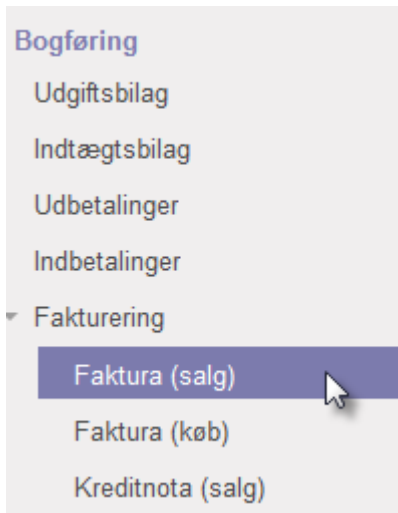 Bogføring
Udgiftsbilag
Indtægtsbilag
Udbetalinger
Indbetalinger
Fakturering
Faktura (salg)
Faktura (køb)
Kreditnota (salg)